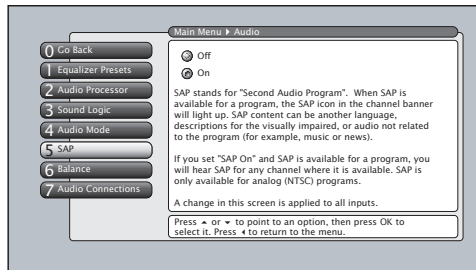 Main Menu ▸ Audio
0 Go Back
1 Equalizer Presets
2 Audio Processor
3 Sound Logic
4 Audio Mode
5 SAP
6 Balance
7 Audio Connections
Off
On
SAP stands for "Second Audio Program". When SAP is
available for a program, the SAP icon in the channel banner
will light up. SAP content can be another language,
descriptions for the visually impaired, or audio not related
to the program (for example, music or news).
If you set "SAP On" and SAP is available for a program, you
will hear SAP for any channel where it is available. SAP is
only available for analog (NTSC) programs.
A change in this screen is applied to all inputs.
Press ▴ or ▾ to point to an option, then press OK to
select it. Press ◂ to return to the menu.